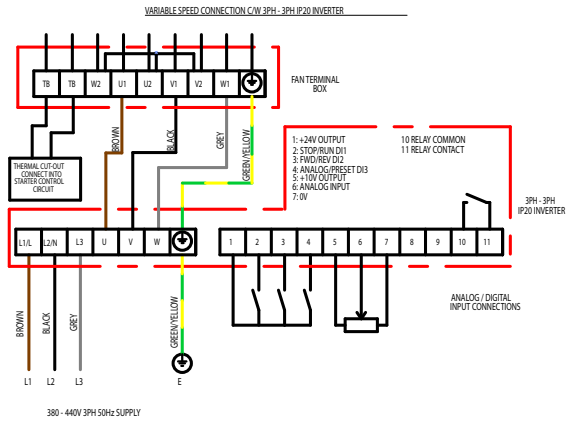 VARIABLE SPEED CONNECTION C/W 3PH - 3PH IP20 INVERTER
TB TB W2 U1 U2 V1 V2 W1
FAN TERMINAL
BOX
BROWN
BLACK
GREY
GREEN/YELLOW
THERMAL CUT-OUT
CONNECT INTO
STARTER CONTROL
CIRCUIT
1: +24V OUTPUT
2: STOP/RUN DI1
3: FWD/REV DI2
4: ANALOG/PRESET DI3
5: +10V OUTPUT
6: ANALOG INPUT
7: 0V
10 RELAY COMMON
11 RELAY CONTACT
3PH - 3PH
IP20 INVERTER
L1/L L2/N L3 U V W
1 2 3 4 5 6 7 8 9 10 11
ANALOG / DIGITAL
INPUT CONNECTIONS
BROWN
BLACK
GREY
GREEN/YELLOW
L1 L2 L3 E
380 - 440V 3PH 50Hz SUPPLY